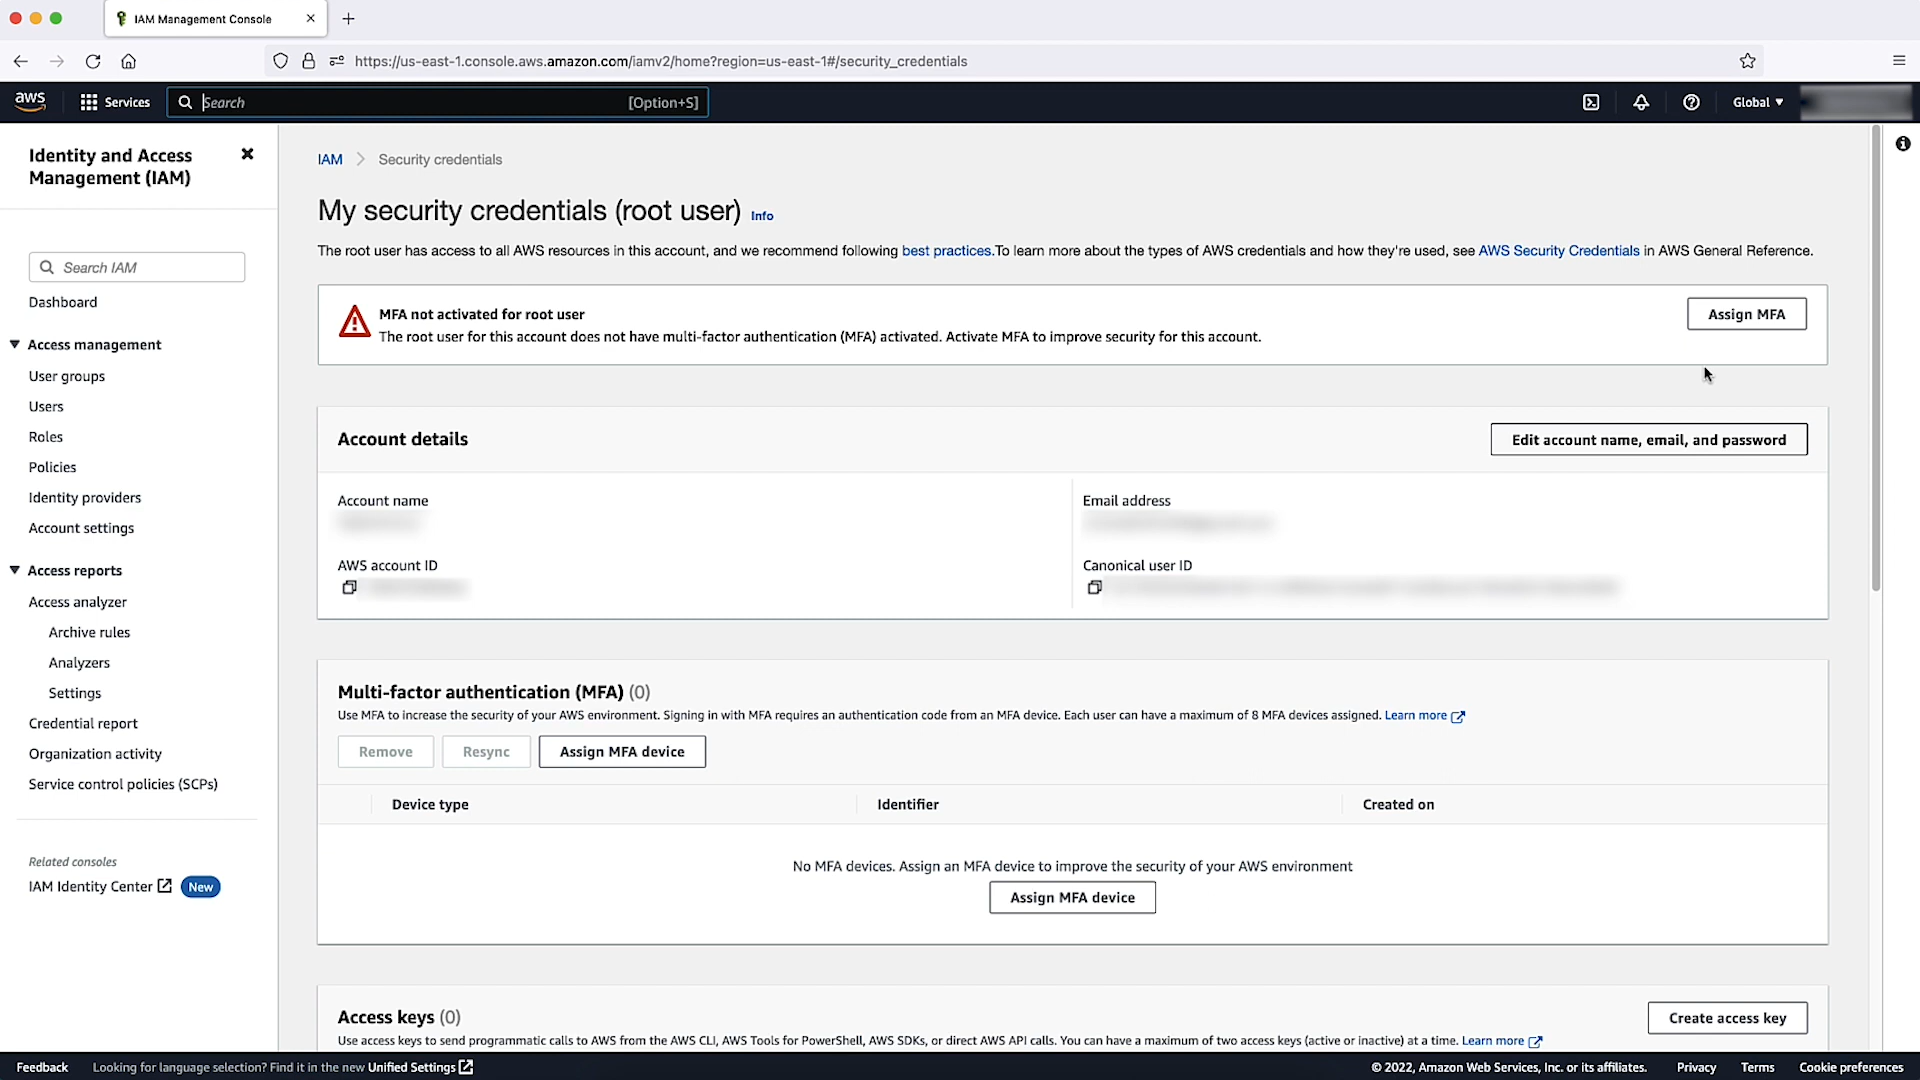 IAM Management Console
https://us-east-1.console.aws.amazon.com/iamv2/home?region=us-east-1#/security_credentials
aws
Services
Search
[Option+S]
Global
Identity and Access
Management (IAM)
Search IAM
Dashboard
Access management
User groups
Users
Roles
Policies
Identity providers
Account settings
Access reports
Access analyzer
Archive rules
Analyzers
Settings
Credential report
Organization activity
Service control policies (SCPs)
Related consoles
IAM Identity Center New
IAM Security credentials
My security credentials (root user) Info
The root user has access to all AWS resources in this account, and we recommend following best practices.To learn more about the types of AWS credentials and how they're used, see AWS Security Credentials in AWS General Reference.
MFA not activated for root user
The root user for this account does not have multi-factor authentication (MFA) activated. Activate MFA to improve security for this account.
Assign MFA
Account details
Edit account name, email, and password
Account name
Email address
AWS account ID
Canonical user ID
Multi-factor authentication (MFA) (0)
Use MFA to increase the security of your AWS environment. Signing in with MFA requires an authentication code from an MFA device. Each user can have a maximum of 8 MFA devices assigned. Learn more
Remove
Resync
Assign MFA device
Device type
Identifier
Created on
No MFA devices. Assign an MFA device to improve the security of your AWS environment
Assign MFA device
Access keys (0)
Create access key
Use access keys to send programmatic calls to AWS from the AWS CLI, AWS Tools for PowerShell, AWS SDKs, or direct AWS API calls. You can have a maximum of two access keys (active or inactive) at a time. Learn more
Feedback
Looking for language selection? Find it in the new Unified Settings
© 2022, Amazon Web Services, Inc. or its affiliates.
Privacy
Terms
Cookie preferences